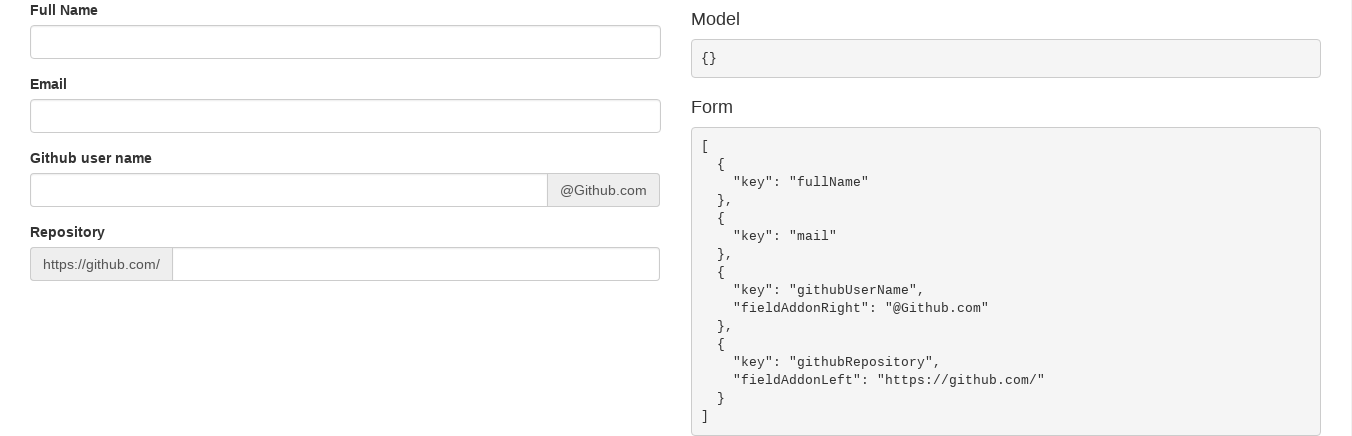 Full Name
Email
Github user name
@Github.com
Repository
https://github.com/
Model
{}
Form
[
  {
    "key": "fullName"
  },
  {
    "key": "mail"
  },
  {
    "key": "githubUserName",
    "fieldAddonRight": "@Github.com"
  },
  {
    "key": "githubRepository",
    "fieldAddonLeft": "https://github.com/"
  }
]